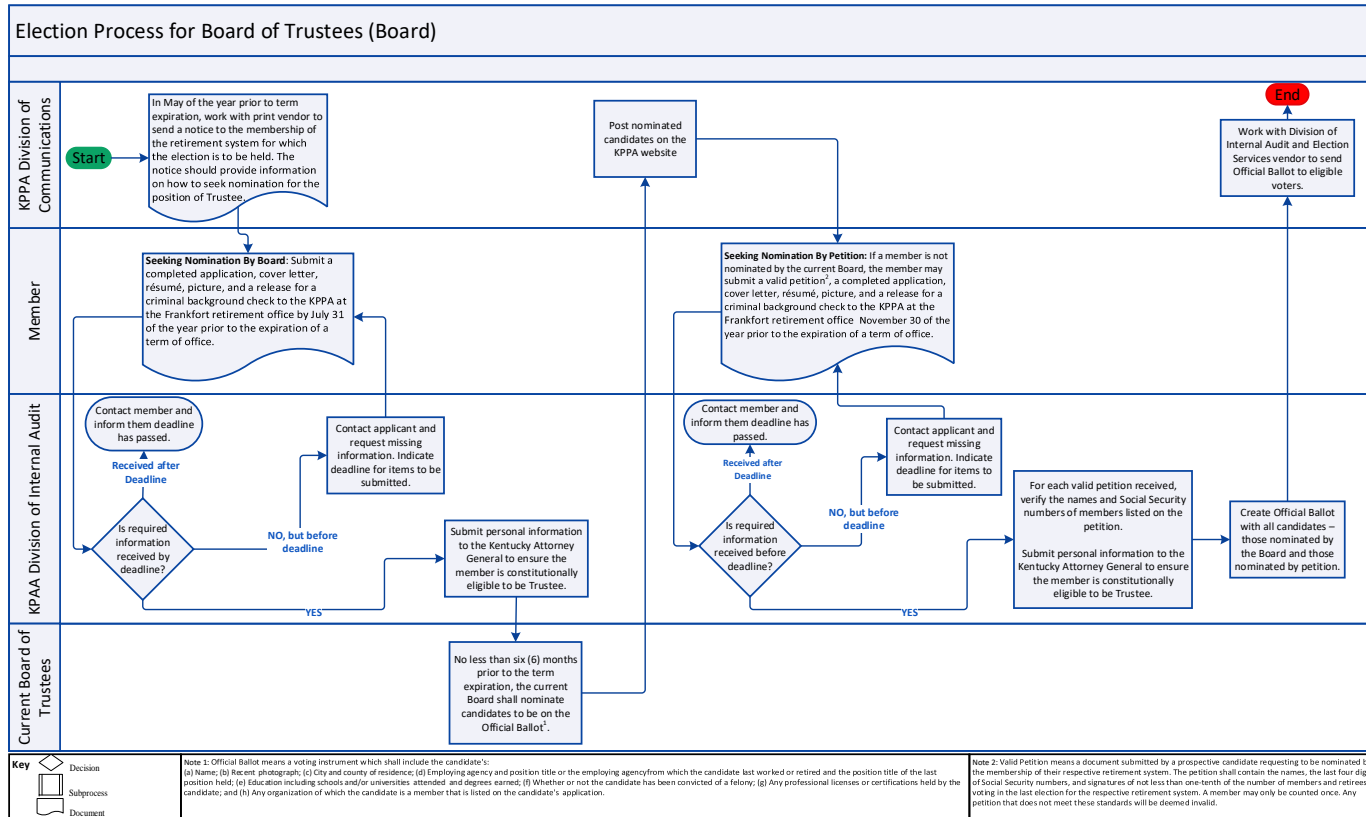 Election Process for Board of Trustees (Board)
KPPA Division of
Communications
Start
In May of the year prior to term
expiration, work with print vendor to
send a notice to the membership of
the retirement system for which
the election is to be held. The
notice should provide information
on how to seek nomination for the
position of Trustee.
Post nominated
candidates on the
KPPA website
End
Work with Division of
Internal Audit and Election
Services vendor to send
Official Ballot to eligible
voters.
Member
Seeking Nomination By Board: Submit a
completed application, cover letter,
résumé, picture, and a release for a
criminal background check to the KPPA at
the Frankfort retirement office by July 31
of the year prior to the expiration of a
term of office.
Seeking Nomination By Petition: If a member is not
nominated by the current Board, the member may
submit a valid petition2, a completed application,
cover letter, résumé, picture, and a release for a
criminal background check to the KPPA at the
Frankfort retirement office November 30 of the
year prior to the expiration of a term of office.
KPAA Division of Internal Audit
Contact member and
inform them deadline
has passed.
Received after
Deadline
Is required
information
received by
deadline?
NO, but before
deadline
Contact applicant and
request missing
information. Indicate
deadline for items to be
submitted.
YES
Submit personal information
to the Kentucky Attorney
General to ensure the
member is constitutionally
eligible to be Trustee.
Contact member and
inform them deadline has
passed.
Received after
Deadline
Is required
information
received before
deadline?
NO, but before
deadline
Contact applicant and
request missing
information. Indicate
deadline for items to
be submitted.
YES
For each valid petition received,
verify the names and Social Security
numbers of members listed on the
petition.
Submit personal information to the
Kentucky Attorney General to ensure
the member is constitutionally
eligible to be Trustee.
Create Official Ballot
with all candidates –
those nominated by
the Board and those
nominated by petition.
Current Board of
Trustees
No less than six (6) months
prior to the term
expiration, the current
Board shall nominate
candidates to be on the
Official Ballot1.
Key
Decision
Subprocess
Document
Note 1: Official Ballot means a voting instrument which shall include the candidate's:
(a) Name; (b) Recent photograph; (c) City and county of residence; (d) Employing agency and position title or the employing agencyfrom which the candidate last worked or retired and the position title of the last
position held; (e) Education including schools and/or universities attended and degrees earned; (f) Whether or not the candidate has been convicted of a felony; (g) Any professional licenses or certifications held by the
candidate; and (h) Any organization of which the candidate is a member that is listed on the candidate's application.
Note 2: Valid Petition means a document submitted by a prospective candidate requesting to be nominated b
the membership of their respective retirement system. The petition shall contain the names, the last four dig
of Social Security numbers, and signatures of not less than one-tenth of the number of members and retirees
voting in the last election for the respective retirement system. A member may only be counted once. Any
petition that does not meet these standards will be deemed invalid.